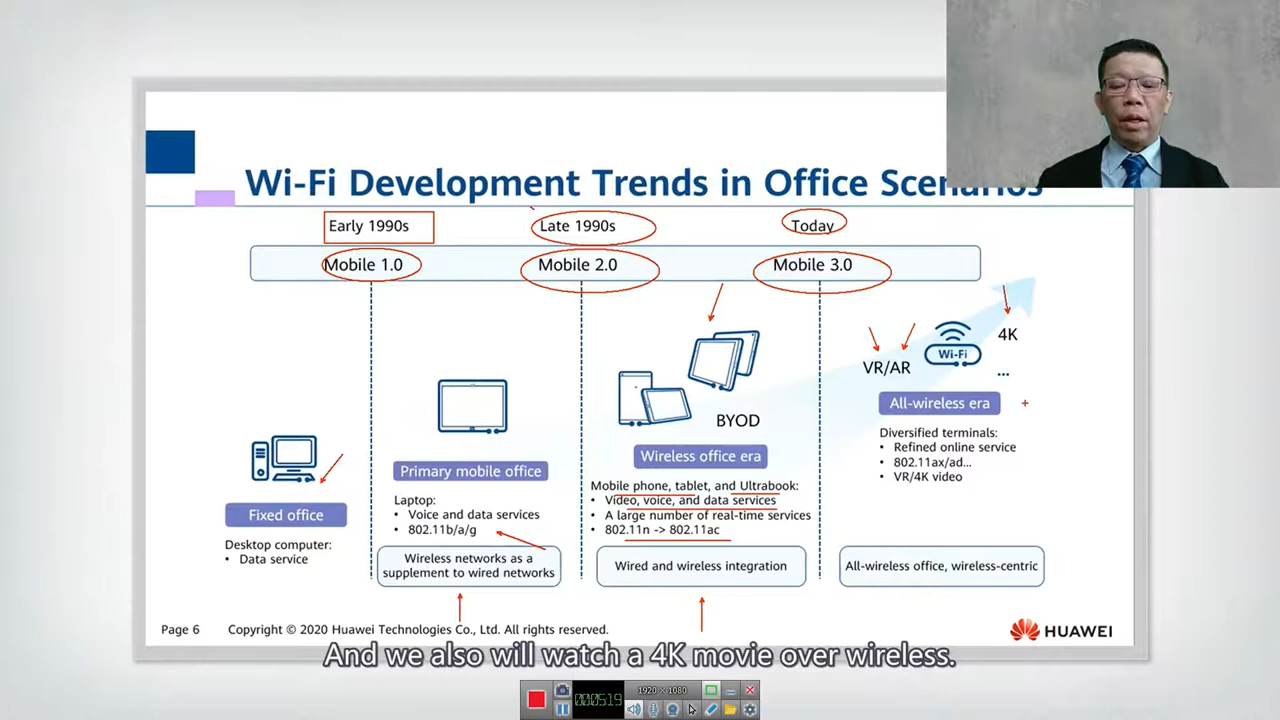 Wi-Fi Development Trends in Office Scenarios
Early 1990s
Late 1990s
Today
Mobile 1.0
Mobile 2.0
Mobile 3.0
4K
Wi-Fi
VR/AR
...
BYOD
All-wireless era
Diversified terminals:
• Refined online service
• 802.11ax/ad...
• VR/4K video
Wireless office era
Mobile phone, tablet, and Ultrabook:
• Video, voice, and data services
• A large number of real-time services
• 802.11n -> 802.11ac
Primary mobile office
Laptop:
• Voice and data services
• 802.11b/a/g
Fixed office
Desktop computer:
• Data service
Wireless networks as a
supplement to wired networks
Wired and wireless integration
All-wireless office, wireless-centric
Page 6
Copyright © 2020 Huawei Technologies Co., Ltd. All rights reserved.
HUAWEI
And we also will watch a 4K movie over wireless.
1920 × 1080
000519